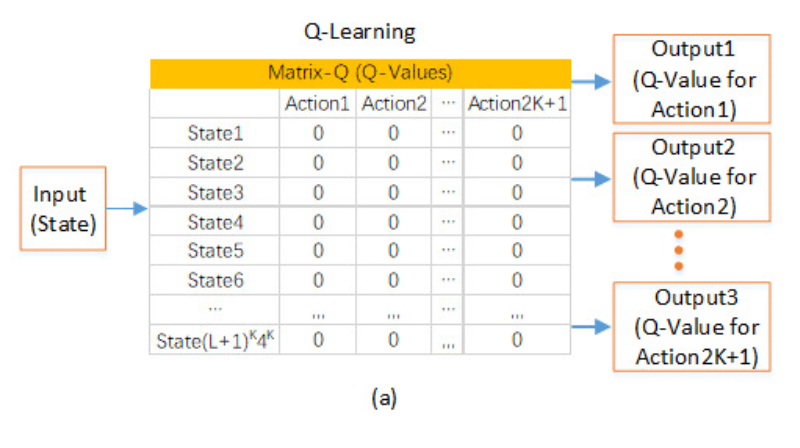 Q-Learning
Matrix-Q (Q-Values)
... Action1 Action2 ... Action2K+1
State1 0 0 ... 0
State2 0 0 ... 0
State3 0 0 ... 0
State4 0 0 ... 0
State5 0 0 ... 0
State6 0 0 ... 0
... ... ... ... ...
State(L+1)^K4^K 0 0 ... 0
Input
(State)
Output1
(Q-Value for
Action1)
Output2
(Q-Value for
Action2)
Output3
(Q-Value for
Action2K+1)
(a)